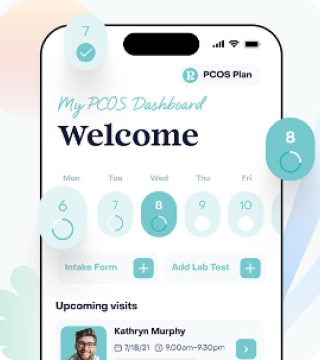 7
PCOS Plan
My PCOS Dashboard
Welcome
8
Mon Tue Wed Thu Fri
6 7 8 9 10
Intake Form + Add Lab Test +
Upcoming visits
Kathryn Murphy
7/18/21 9.00am-9.30pm